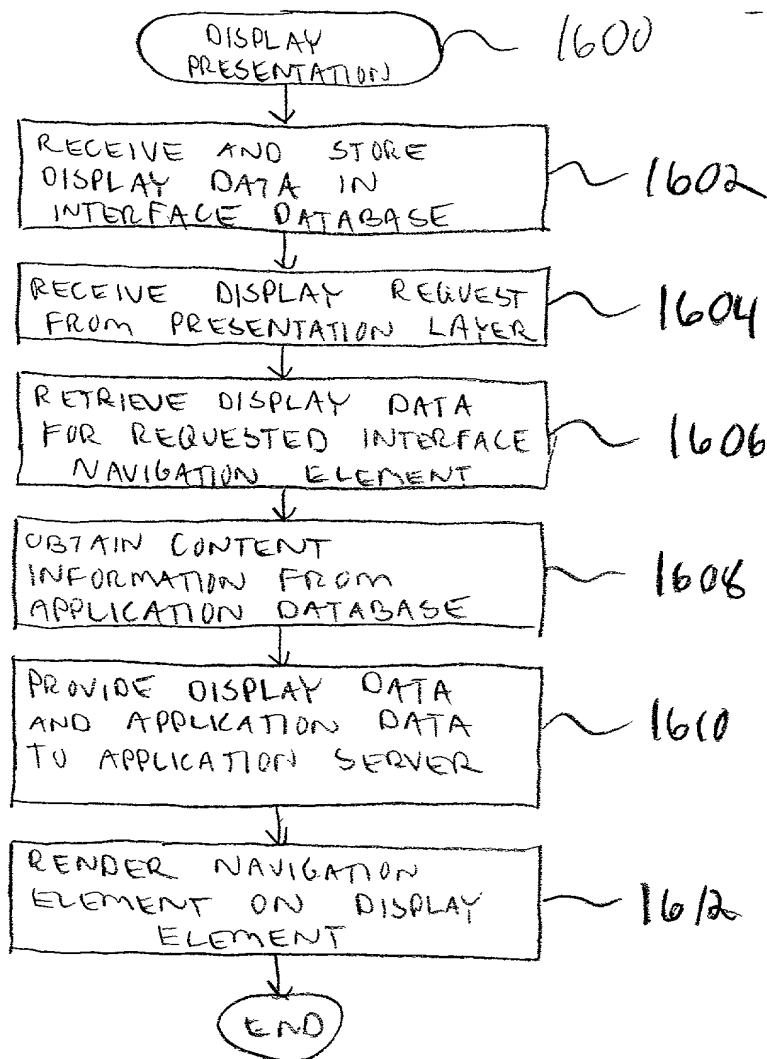 DISPLAY
PRESENTATION
1600
RECEIVE AND STORE
DISPLAY DATA IN
INTERFACE DATABASE
1602
RECEIVE DISPLAY REQUEST
FROM PRESENTATION LAYER
1604
RETRIEVE DISPLAY DATA
FOR REQUESTED INTERFACE
NAVIGATION ELEMENT
1606
OBTAIN CONTENT
INFORMATION FROM
APPLICATION DATABASE
1608
PROVIDE DISPLAY DATA
AND APPLICATION DATA
TO APPLICATION SERVER
1610
RENDER NAVIGATION
ELEMENT ON DISPLAY
ELEMENT
1612
END